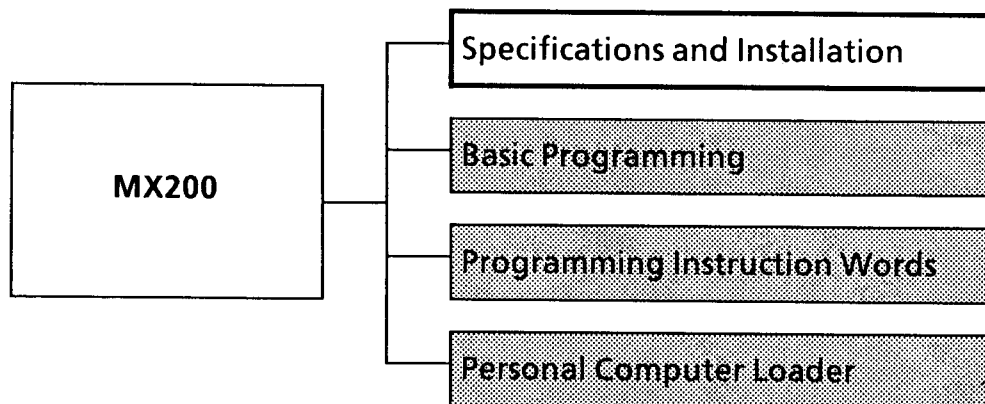 MX200
Specifications and Installation
Basic Programming
Programming Instruction Words
Personal Computer Loader